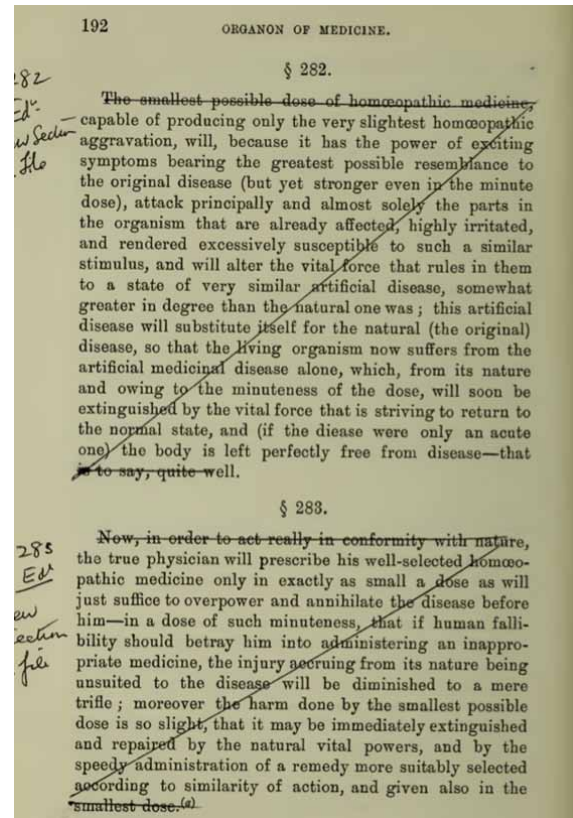 192
ORGANON OF MEDICINE.
§ 282.
The smallest possible dose of homœopathic medicine,
capable of producing only the very slightest homœopathic
aggravation, will, because it has the power of exciting
symptoms bearing the greatest possible resemblance to
the original disease (but yet stronger even in the minute
dose), attack principally and almost solely the parts in
the organism that are already affected, highly irritated,
and rendered excessively susceptible to such a similar
stimulus, and will alter the vital force that rules in them
to a state of very similar artificial disease, somewhat
greater in degree than the natural one was; this artificial
disease will substitute itself for the natural (the original)
disease, so that the living organism now suffers from the
artificial medicinal disease alone, which, from its nature
and owing to the minuteness of the dose, will soon be
extinguished by the vital force that is striving to return to
the normal state, and (if the diease were only an acute
one) the body is left perfectly free from disease—that
is to say, quite well.
282
Ed
Section
file
§ 283.
Now, in order to act really in conformity with nature,
the true physician will prescribe his well-selected homœo-
pathic medicine only in exactly as small a dose as will
just suffice to overpower and annihilate the disease before
him—in a dose of such minuteness, that if human falli-
bility should betray him into administering an inappro-
priate medicine, the injury accruing from its nature being
unsuited to the disease will be diminished to a mere
trifle; moreover the harm done by the smallest possible
dose is so slight, that it may be immediately extinguished
and repaired by the natural vital powers, and by the
speedy administration of a remedy more suitably selected
according to similarity of action, and given also in the
smallest dose.(a)
283
Ed
ection
file